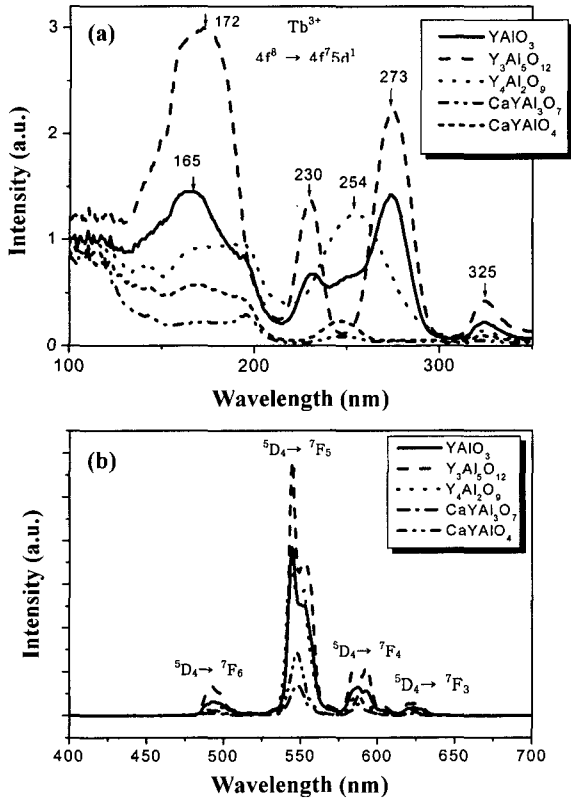 (a)
172
Tb³⁺
4f⁸ → 4f⁷5d¹
YAlO₃
Y₃Al₅O₁₂
Y₄Al₂O₉
CaYAl₃O₇
CaYAlO₄
273
165
230
254
325
3
2
1
0
Intensity (a.u.)
100
200
300
Wavelength (nm)
(b)
⁵D₄→ ⁷F₅
YAlO₃
Y₃Al₅O₁₂
Y₄Al₂O₉
CaYAl₃O₇
CaYAlO₄
⁵D₄→ ⁷F₆
⁵D₄→ ⁷F₄
⁵D₄→ ⁷F₃
Intensity (a.u.)
400
450
500
550
600
650
700
Wavelength (nm)